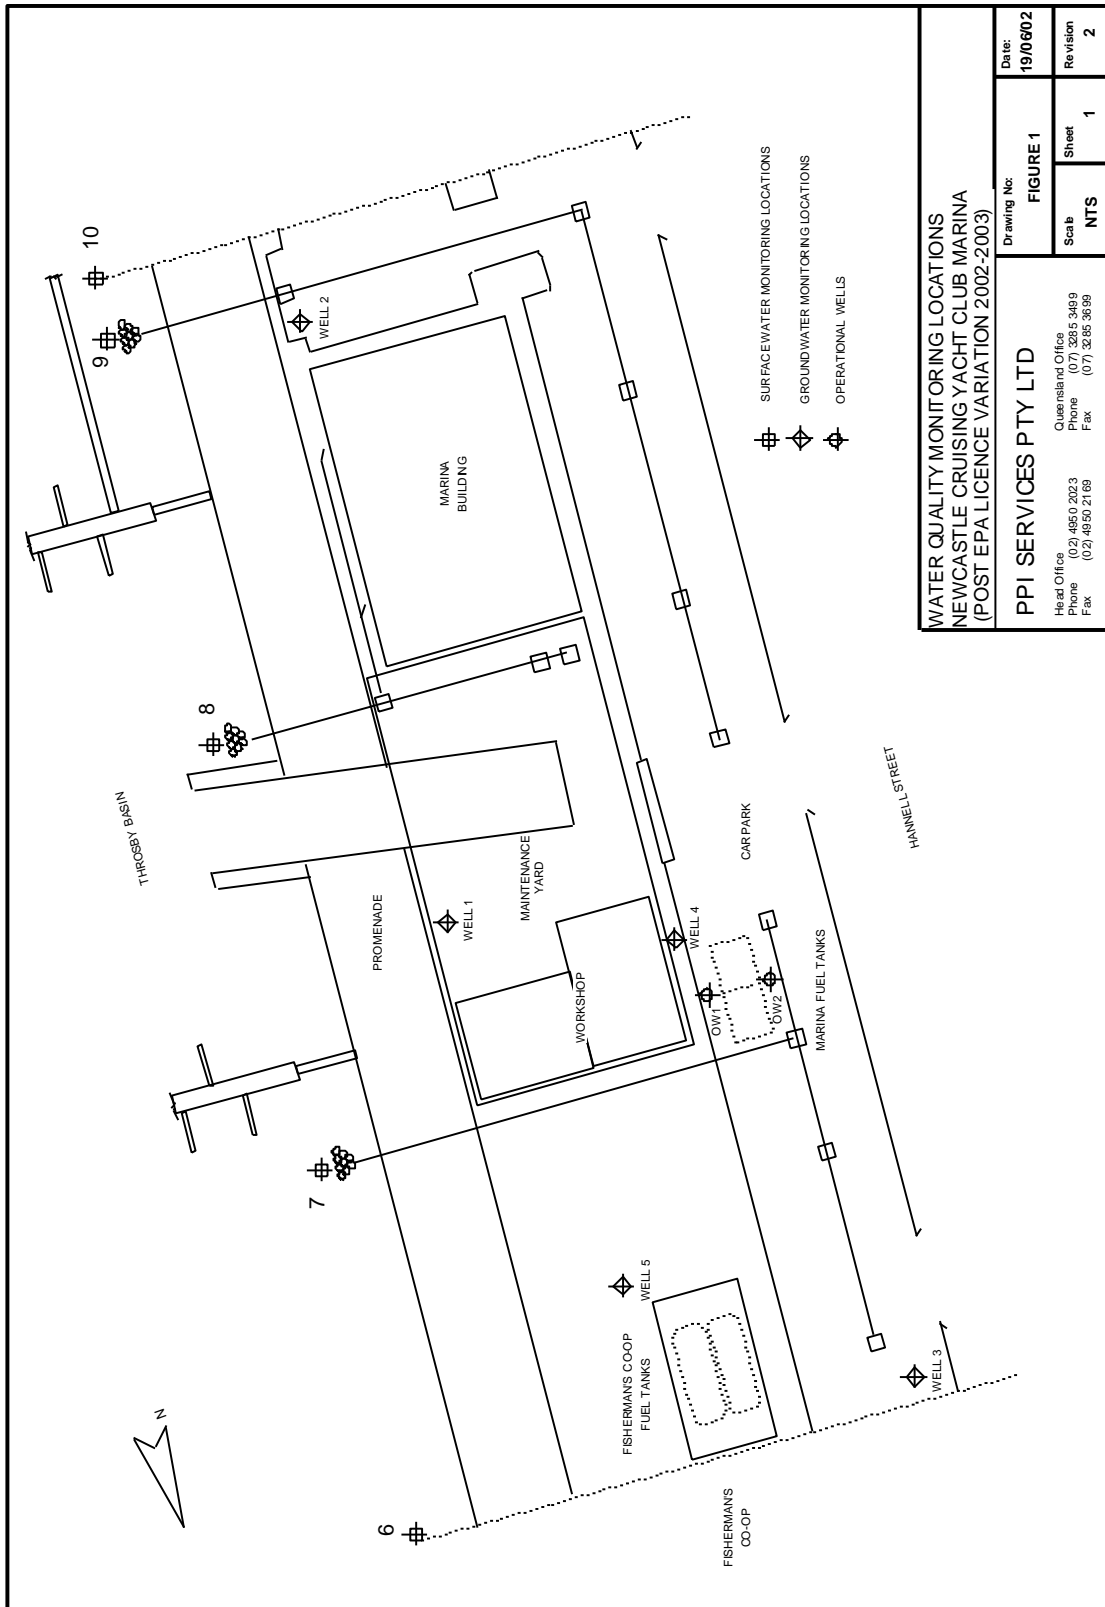 10
9
WELL 2
8
THROSBY BASIN
MARINA
BUILDING
PROMENADE
WELL 1
MAINTENANCE
YARD
7
WORKSHOP
WELL 4
CAR PARK
HANNELL STREET
OW1
OW2
MARINA FUEL TANKS
WELL 5
FISHERMAN'S CO-OP
FUEL TANKS
WELL 3
N
6
FISHERMAN'S
CO-OP
SURFACE WATER MONITORING LOCATIONS
GROUNDWATER MONITORING LOCATIONS
OPERATIONAL WELLS
WATER QUALITY MONITORING LOCATIONS
NEWCASTLE CRUISING YACHT CLUB MARINA
(POST EPA LICENCE VARIATION 2002-2003)
PPI SERVICES PTY LTD
Head Office
Phone (02) 4950 2023
Fax (02) 4950 2169
Queensland Office
Phone (07) 3285 3499
Fax (07) 3285 3699
Drawing No:
FIGURE 1
Date:
19/06/02
Scale
NTS
Sheet
1
Revision
2